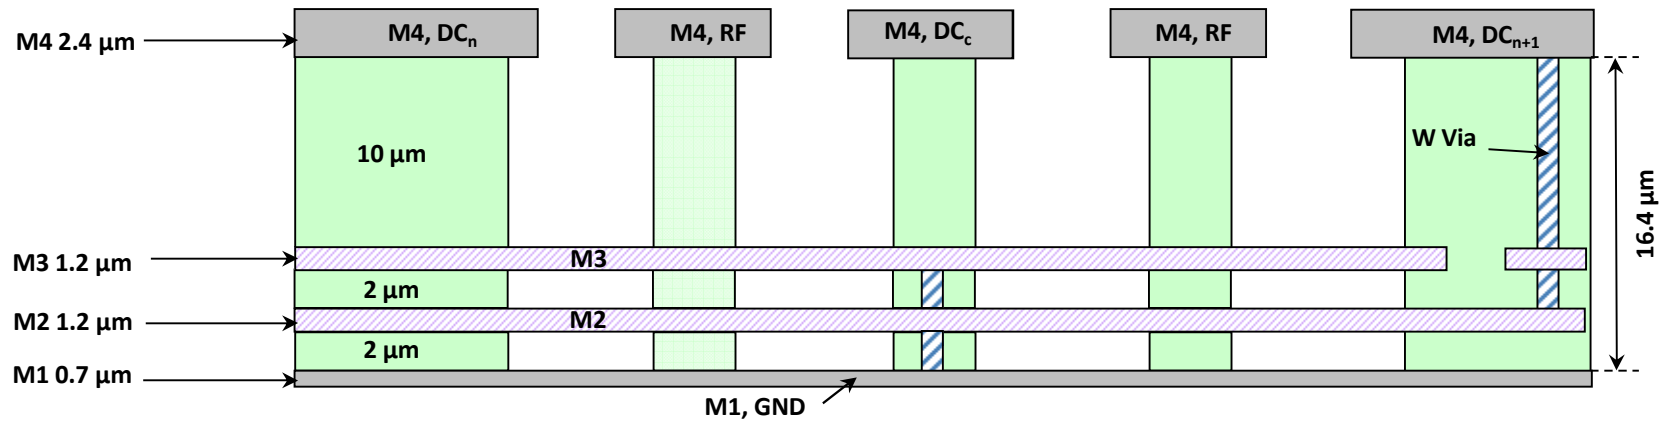 M4 2.4 µm
M4, DCn
M4, RF
M4, DCc
M4, RF
M4, DCn+1
10 µm
W Via
16.4 µm
M3 1.2 µm
M3
2 µm
M2 1.2 µm
M2
2 µm
M1 0.7 µm
M1, GND